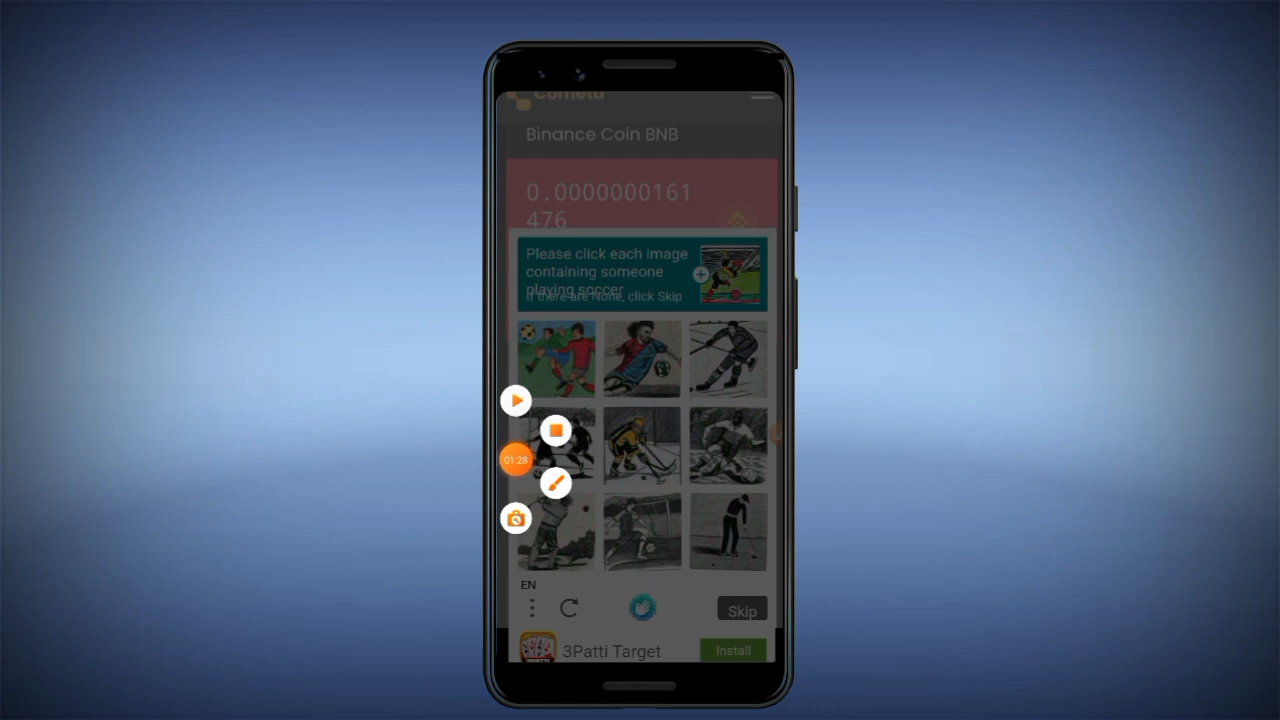 Cometa
Binance Coin BNB
0.0000000161
476
Please click each image
containing someone
playing soccer
If there are None, click Skip
01:28
EN
Skip
3Patti Target
Install